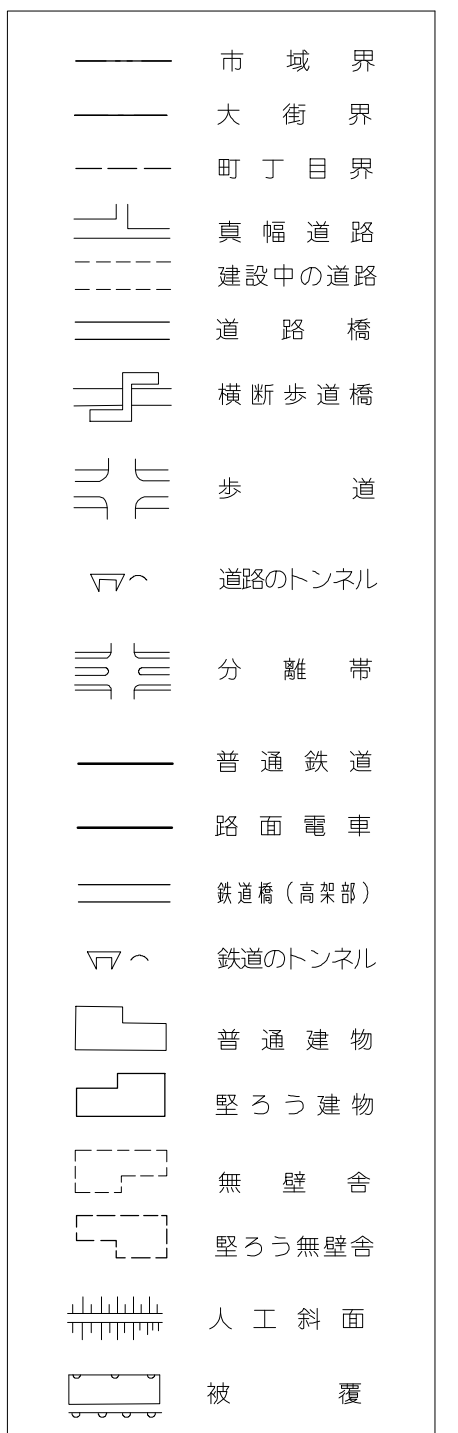 市域界
大街界
町丁目界
真幅道路
建設中の道路
道路橋
横断歩道橋
歩道
道路のトンネル
分離帯
普通鉄道
路面電車
鉄道橋（高架部）
鉄道のトンネル
普通建物
堅ろう建物
無壁舎
堅ろう無壁舎
人工斜面
被覆